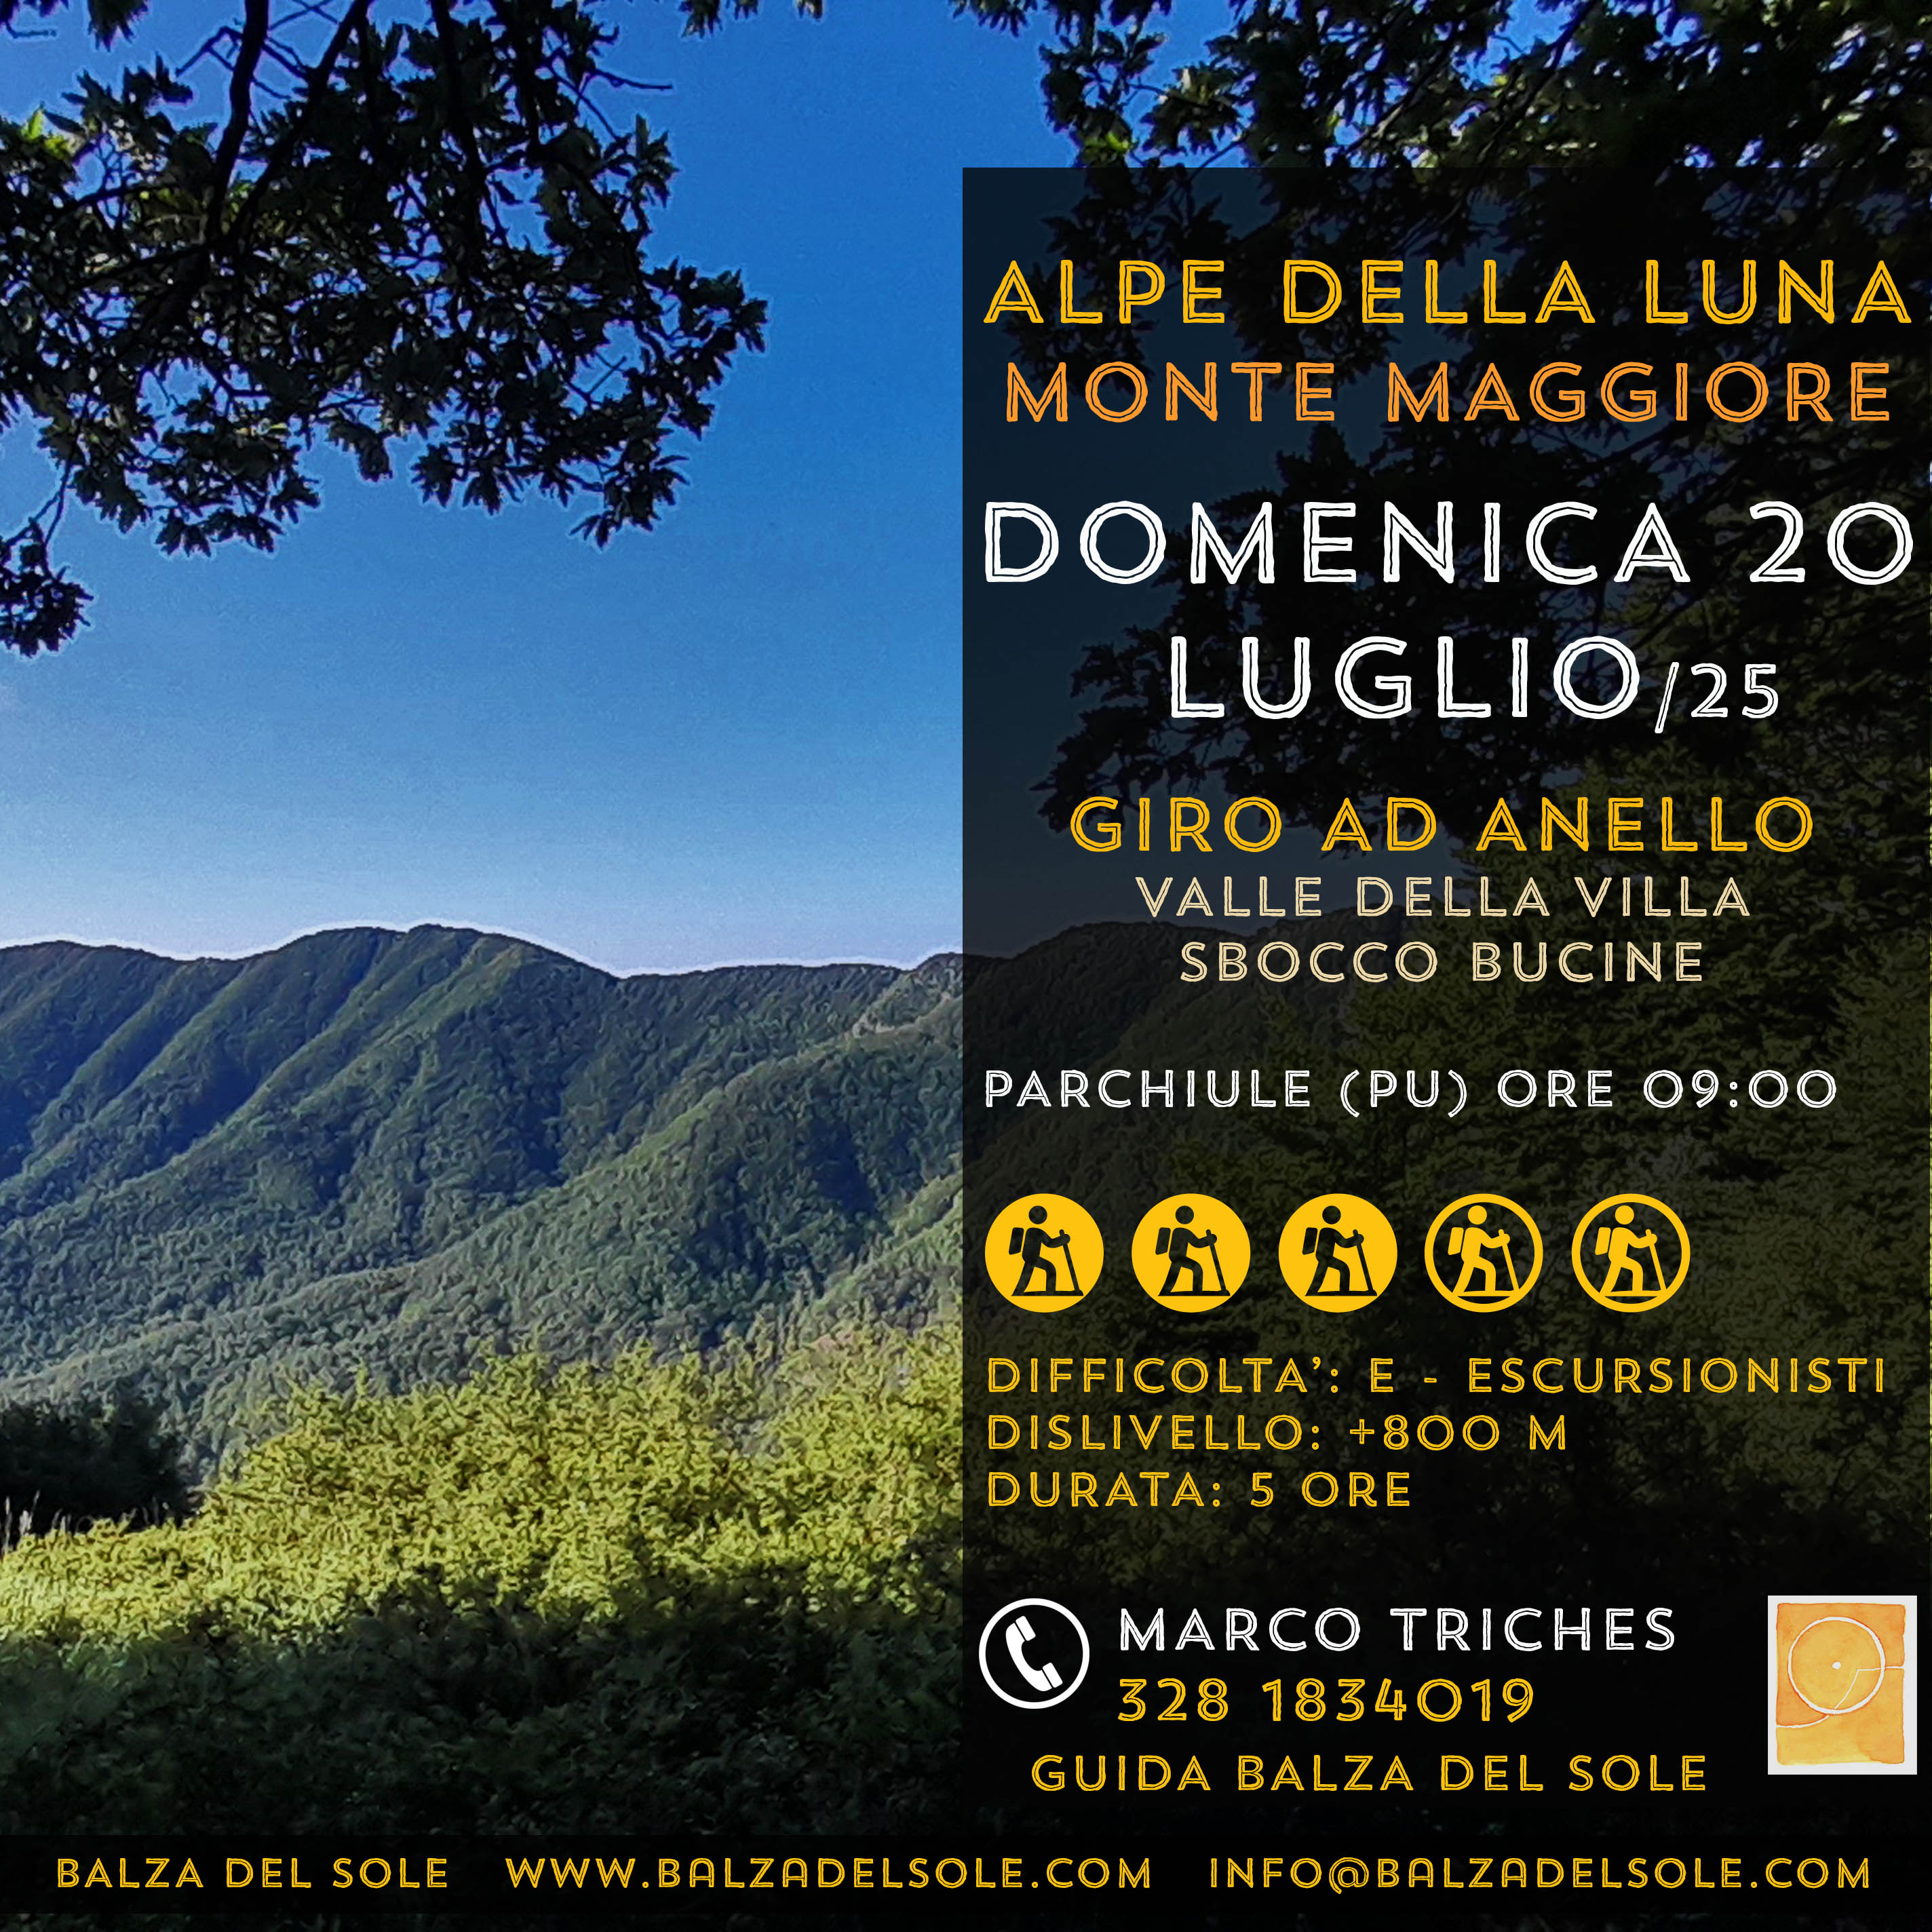 ALPE DELLA LUNA
MONTE MAGGIORE
DOMENICA 20
LUGLIO/25
GIRO AD ANELLO
VALLE DELLA VILLA
SBOCCO BUCINE
PARCHIULE (PU) ORE 09:00
DIFFICOLTA': E - ESCURSIONISTI
DISLIVELLO: +800 M
DURATA: 5 ORE
MARCO TRICHES
328 1834019
GUIDA BALZA DEL SOLE
BALZA DEL SOLE WWW.BALZADELSOLE.COM INFO@BALZADELSOLE.COM